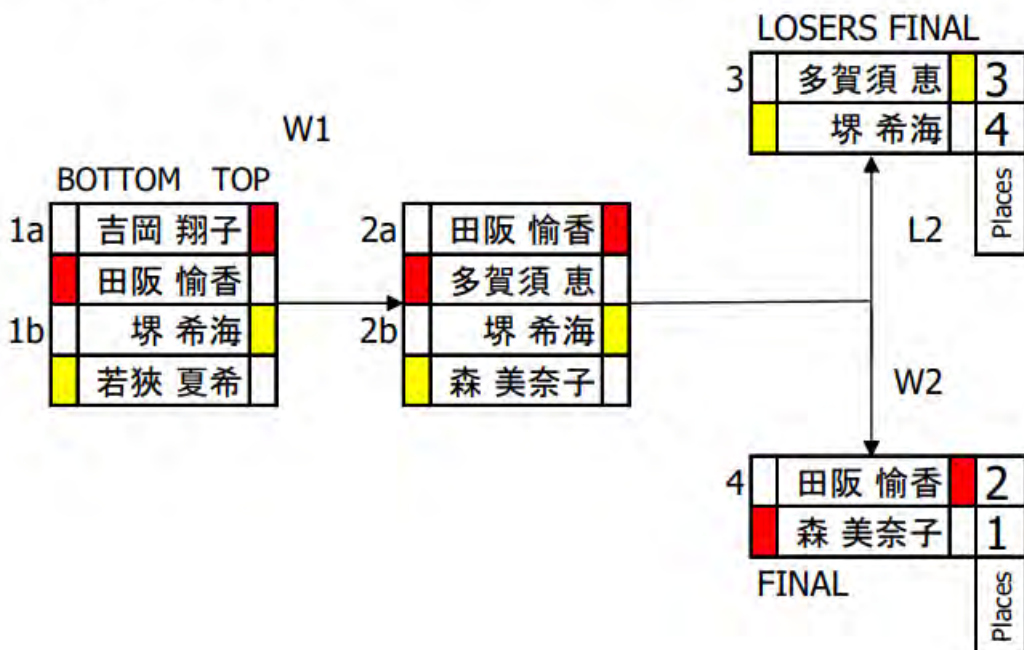 W1
BOTTOM TOP
1a 吉岡 翔子
田阪 愉香
1b 堺 希海
若狹 夏希
2a 田阪 愉香
多賀須 恵
2b 堺 希海
森 美奈子
LOSERS FINAL
3 多賀須 恵 3
堺 希海 4
Places
L2
W2
4 田阪 愉香 2
森 美奈子 1
FINAL
Places